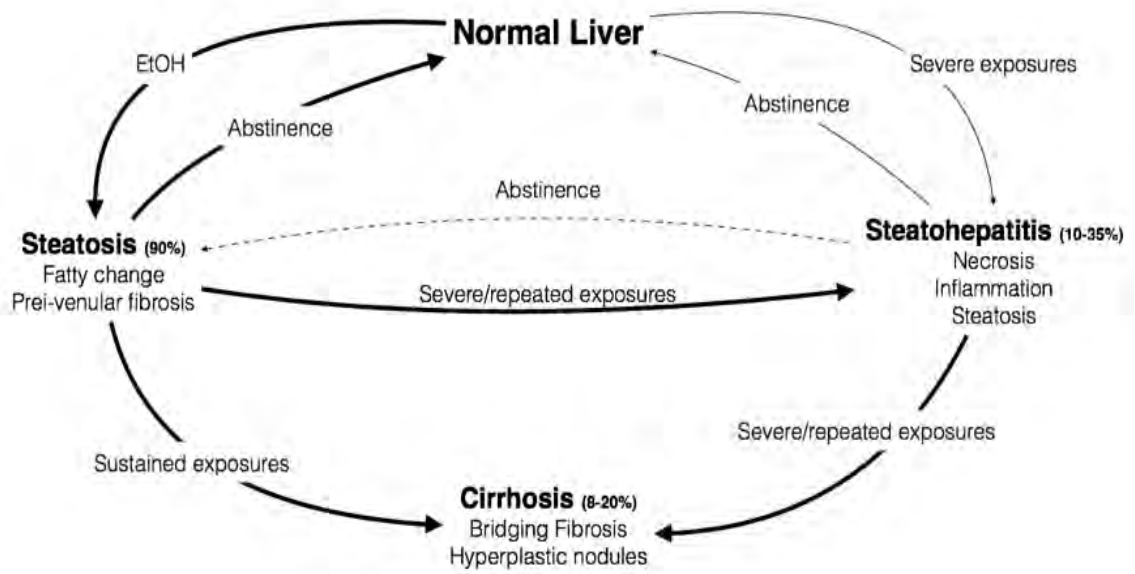 Normal Liver
EtOH
Severe exposures
Abstinence
Abstinence
Abstinence
Steatosis (90%)
Fatty change
Prei-venular fibrosis
Steatohepatitis (10-35%)
Necrosis
Inflammation
Steatosis
Severe/repeated exposures
Severe/repeated exposures
Sustained exposures
Cirrhosis (8-20%)
Bridging Fibrosis
Hyperplastic nodules